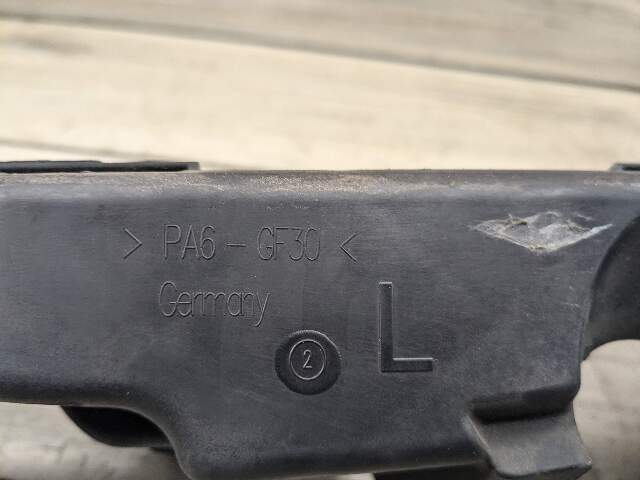 > PA6 - GF30 <
Germany
2
L